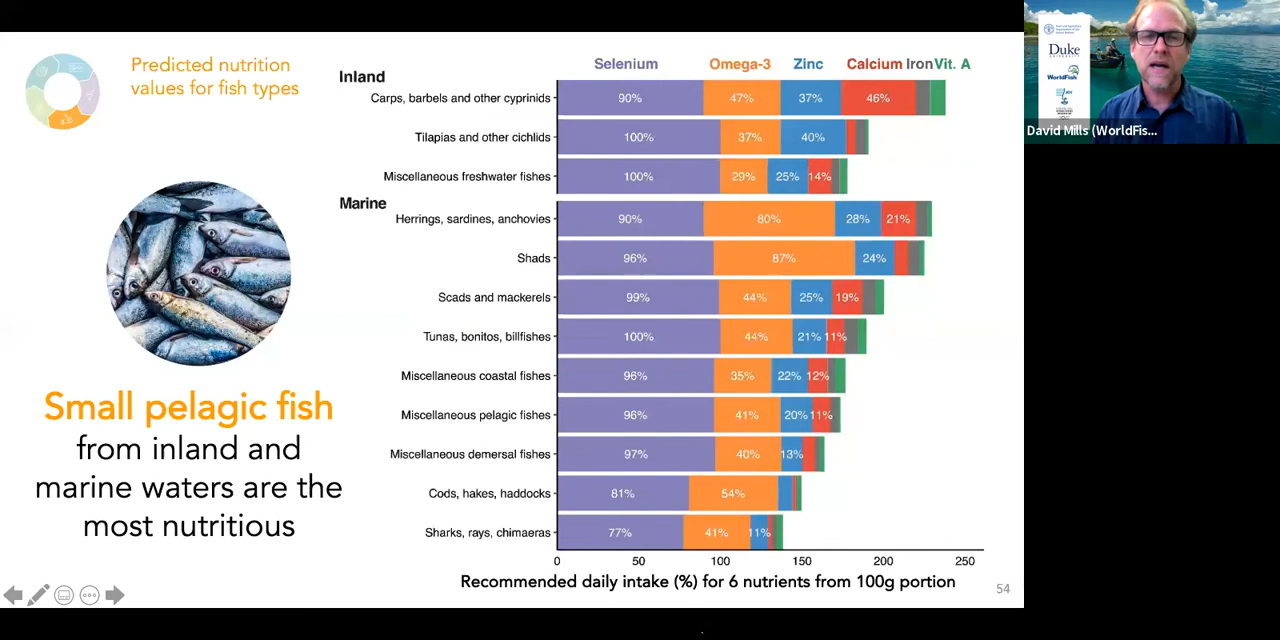 Predicted nutrition
values for fish types
Small pelagic fish
from inland and
marine waters are the
most nutritious
Selenium Omega-3 Zinc Calcium Iron Vit. A
Inland
Carps, barbels and other cyprinids 90% 47% 37% 46%
Tilapias and other cichlids 100% 37% 40%
Miscellaneous freshwater fishes 100% 29% 25% 14%
Marine
Herrings, sardines, anchovies 90% 80% 28% 21%
Shads 96% 87% 24%
Scads and mackerels 99% 44% 25% 19%
Tunas, bonitos, billfishes 100% 44% 21% 11%
Miscellaneous coastal fishes 96% 35% 22% 12%
Miscellaneous pelagic fishes 96% 41% 20% 11%
Miscellaneous demersal fishes 97% 40% 13%
Cods, hakes, haddocks 81% 54%
Sharks, rays, chimaeras 77% 41% 11%
0 50 100 150 200 250
Recommended daily intake (%) for 6 nutrients from 100g portion
54
Duke
WorldFish
David Mills (WorldFis...